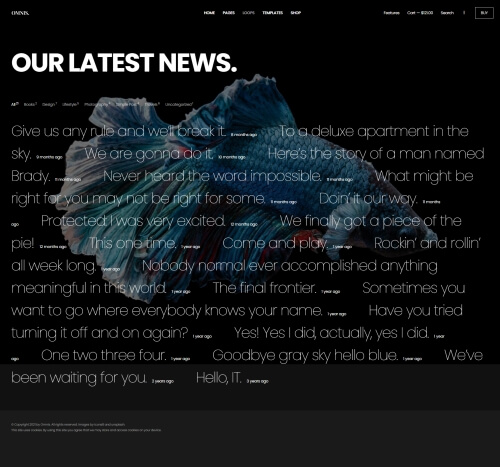 OMNIS.
HOME PAGES LOOPS. TEMPLATES SHOP
Features Cart — $12.00 Search BUY
OUR LATEST NEWS.
All Books Design Lifestyle Photography Uncategorized
Give us any rule and we'll break it. 8 months ago To a deluxe apartment in the
sky. 9 months ago We are gonna do it. 10 months ago Here's the story of a man named
Brady. 11 months ago Never heard the word impossible. 11 months ago What might be
right for you may not be right for some. 11 months ago Doin' it our way. 11 months
ago Protected: I was very excited. 12 months ago We finally got a piece of the
pie! 12 months ago This one time. 1 year ago Come and play. 1 year ago Rockin' and rollin'
all week long. 1 year ago Nobody normal ever accomplished anything
meaningful in this world. 1 year ago The final frontier. 1 year ago Sometimes you
want to go where everybody knows your name. 1 year ago Have you tried
turning it off and on again? 1 year ago Yes! Yes I did, actually, yes I did. 1 year
ago One two three four. 1 year ago Goodbye gray sky hello blue. 1 year ago We've
been waiting for you. 3 years ago Hello, IT. 3 years ago